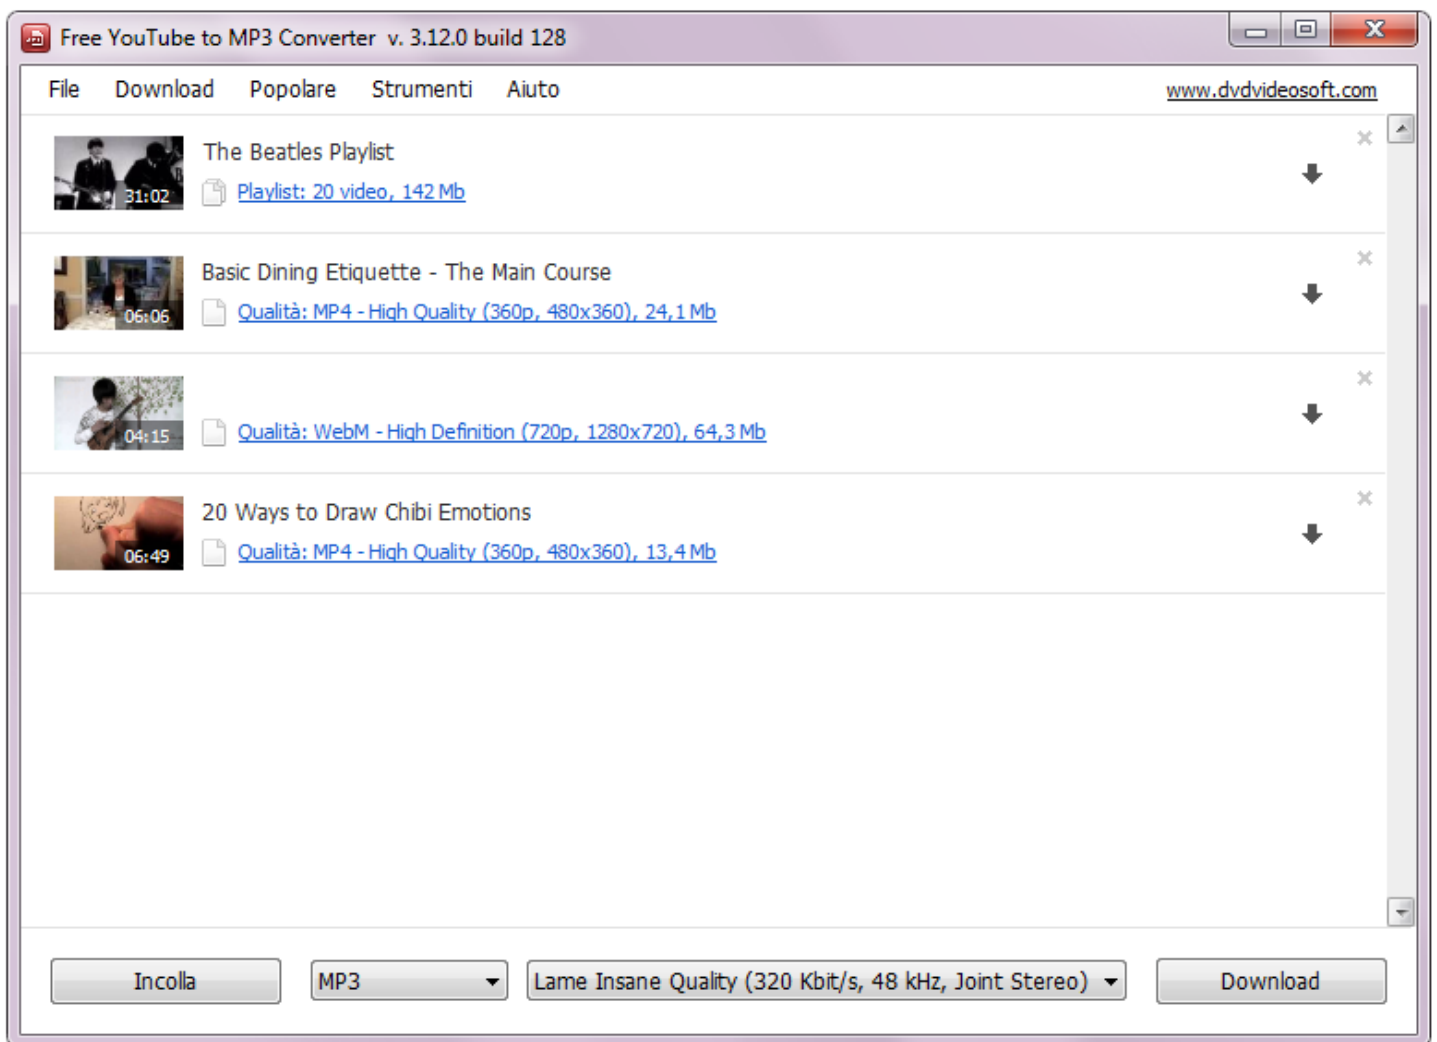 Free YouTube to MP3 Converter v. 3.12.0 build 128
File Download Popolare Strumenti Aiuto www.dvdvideosoft.com
The Beatles Playlist
31:02
Playlist: 20 video, 142 Mb
Basic Dining Etiquette - The Main Course
06:06
Qualità: MP4 - High Quality (360p, 480x360), 24,1 Mb
04:15
Qualità: WebM - High Definition (720p, 1280x720), 64,3 Mb
20 Ways to Draw Chibi Emotions
06:49
Qualità: MP4 - High Quality (360p, 480x360), 13,4 Mb
Incolla MP3 Lame Insane Quality (320 Kbit/s, 48 kHz, Joint Stereo) Download